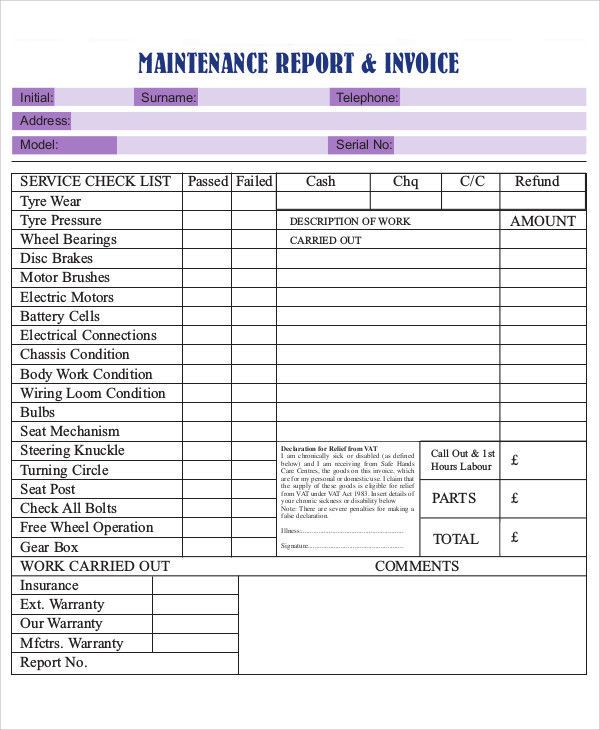 MAINTENANCE REPORT & INVOICE
Initial: Surname: Telephone:
Address:
Model: Serial No:
SERVICE CHECK LIST Passed Failed Cash Chq C/C Refund
Tyre Wear
Tyre Pressure DESCRIPTION OF WORK AMOUNT
Wheel Bearings CARRIED OUT
Disc Brakes
Motor Brushes
Electric Motors
Battery Cells
Electrical Connections
Chassis Condition
Body Work Condition
Wiring Loom Condition
Bulbs
Seat Mechanism
Steering Knuckle
Turning Circle
Seat Post
Check All Bolts
Free Wheel Operation
Gear Box
Declaration for Relief from VAT
I am chronically sick or disabled (as defined
below) and I am receiving from Safe Hands
Care Centres, the goods on this invoice, which
are for my personal or domestic use. I claim that
the supply of these goods is eligible for relief
from VAT under VAT Act 1983. Insert details of
your chronic sickness or disability below
Note: There are severe penalties for making a
false declaration.
Illness:....................................................
Signature................................................
Call Out & 1st
Hours Labour £
PARTS £
TOTAL £
WORK CARRIED OUT COMMENTS
Insurance
Ext. Warranty
Our Warranty
Mfctrs. Warranty
Report No.